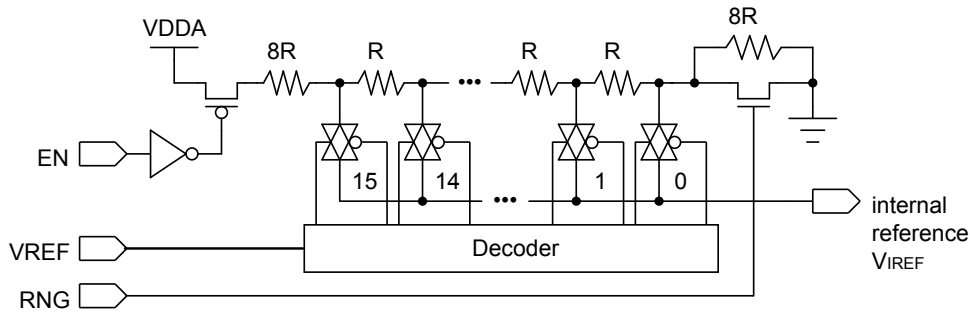 8R
VDDA
8R
R
•••
R
R
EN
15
14
•••
1
0
internal
reference
VIREF
VREF
Decoder
RNG